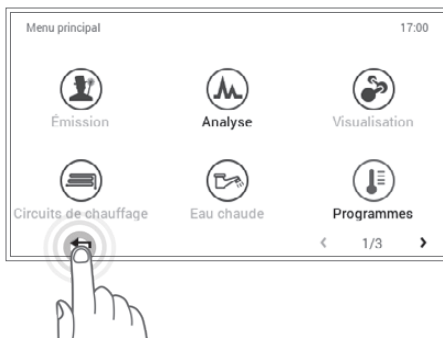 Menu principal 17:00
Émission Analyse Visualisation
Circuits de chauffage Eau chaude Programmes
< 1/3 >